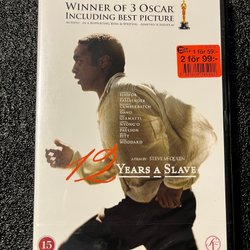 WINNER OF 3 OSCAR
INCLUDING BEST PICTURE
1 för 59:-
2 för 99:-
EJIOFOR
FASSBENDER
CUMBERBATCH
DANO
GIAMATTI
NYONG'O
PAULSON
PITT
WOODARD
A FILM BY STEVE McQUEEN
12 YEARS A SLAVE
15